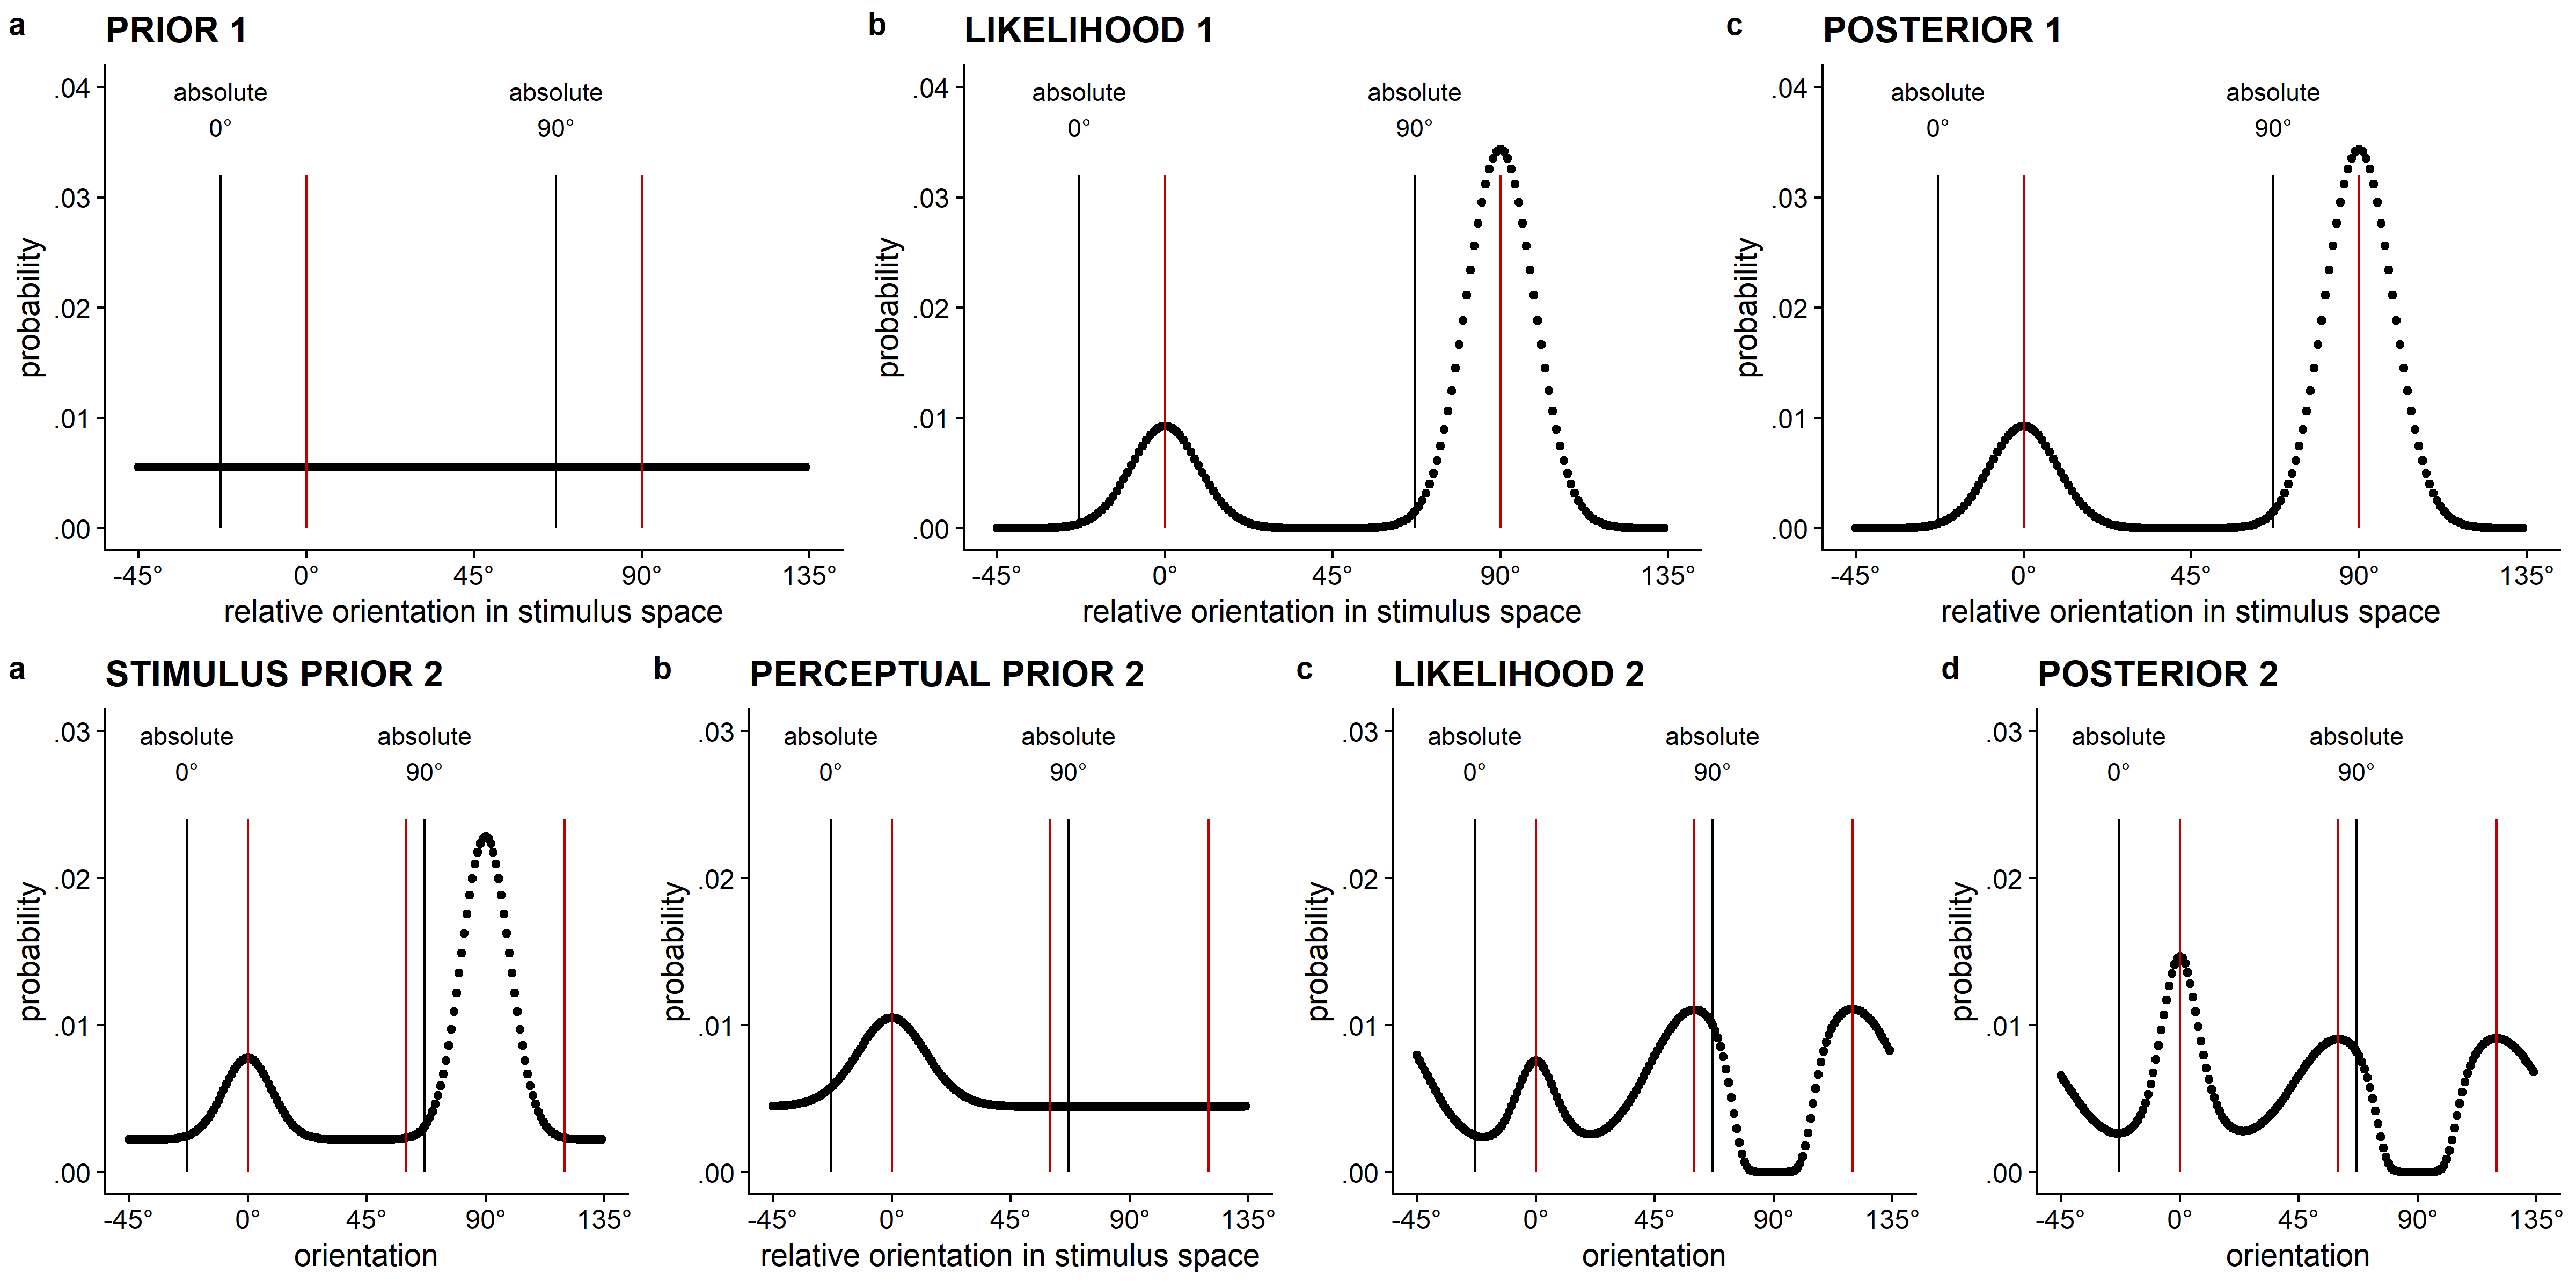 a PRIOR 1
absolute absolute
0° 90°
.04
.03
.02
.01
.00
probability
-45° 0° 45° 90° 135°
relative orientation in stimulus space
b LIKELIHOOD 1
absolute absolute
0° 90°
.04
.03
.02
.01
.00
probability
-45° 0° 45° 90° 135°
relative orientation in stimulus space
c POSTERIOR 1
absolute absolute
0° 90°
.04
.03
.02
.01
.00
probability
-45° 0° 45° 90° 135°
relative orientation in stimulus space
a STIMULUS PRIOR 2
absolute absolute
0° 90°
.03
.02
.01
.00
probability
-45° 0° 45° 90° 135°
orientation
b PERCEPTUAL PRIOR 2
absolute absolute
0° 90°
.03
.02
.01
.00
probability
-45° 0° 45° 90° 135°
relative orientation in stimulus space
c LIKELIHOOD 2
absolute absolute
0° 90°
.03
.02
.01
.00
probability
-45° 0° 45° 90° 135°
orientation
d POSTERIOR 2
absolute absolute
0° 90°
.03
.02
.01
.00
probability
-45° 0° 45° 90° 135°
orientation